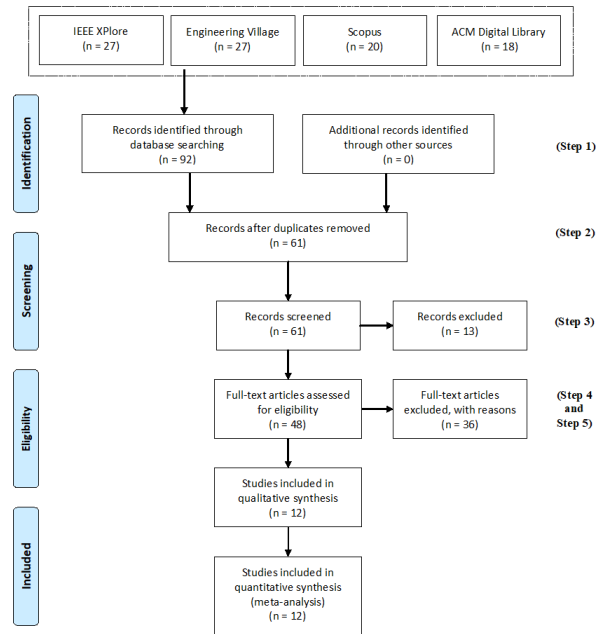 IEEE XPlore
(n = 27)
Engineering Village
(n = 27)
Scopus
(n = 20)
ACM Digital Library
(n = 18)
Identification
Records identified through
database searching
(n = 92)
Additional records identified
through other sources
(n = 0)
(Step 1)
Records after duplicates removed
(n = 61)
(Step 2)
Screening
Records screened
(n = 61)
Records excluded
(n = 13)
(Step 3)
Eligibility
Full-text articles assessed
for eligibility
(n = 48)
Full-text articles
excluded, with reasons
(n = 36)
(Step 4
and
Step 5)
Studies included in
qualitative synthesis
(n = 12)
Included
Studies included in
quantitative synthesis
(meta-analysis)
(n = 12)